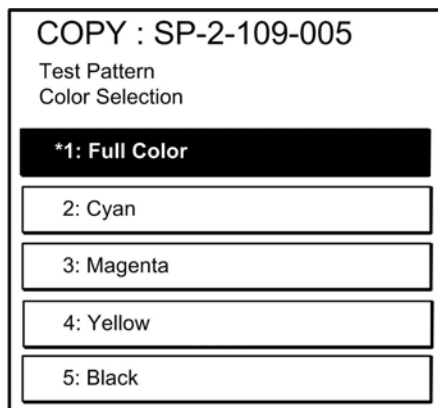 COPY : SP-2-109-005
Test Pattern
Color Selection
*1: Full Color
2: Cyan
3: Magenta
4: Yellow
5: Black